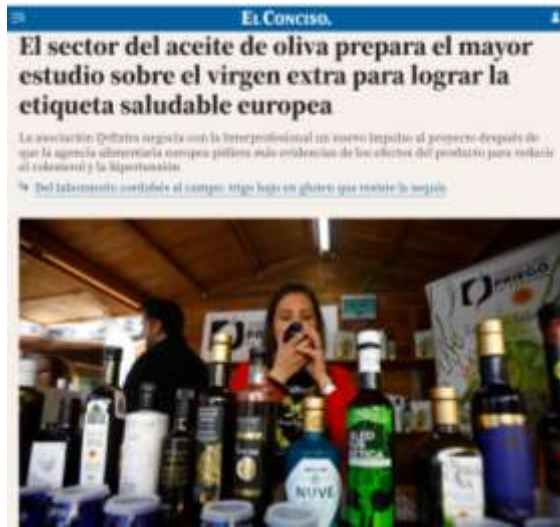 EL CONCISO.
El sector del aceite de oliva prepara el mayor
estudio sobre el virgen extra para lograr la
etiqueta saludable europea
La asociación QvExtra negocia con la Interprofesional un nuevo impulso al proyecto después de
que la agencia alimentaria europea pidiera más evidencias de los efectos del producto para reducir
el colesterol y la hipertensión
Del laboratorio cordobés al campo: trigo bajo en gluten que resiste la sequía
PRIEGO
PRIEGO
NUVE